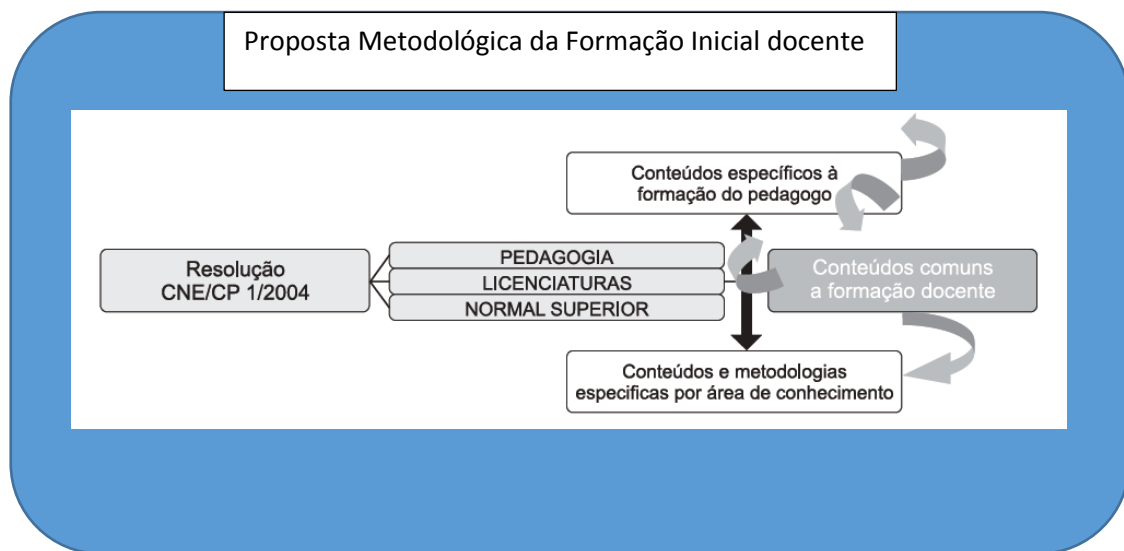 Proposta Metodológica da Formação Inicial docente
Conteúdos específicos à
formação do pedagogo
Resolução
CNE/CP 1/2004
PEDAGOGIA
LICENCIATURAS
NORMAL SUPERIOR
Conteúdos comuns
a formação docente
Conteúdos e metodologias
especificas por área de conhecimento